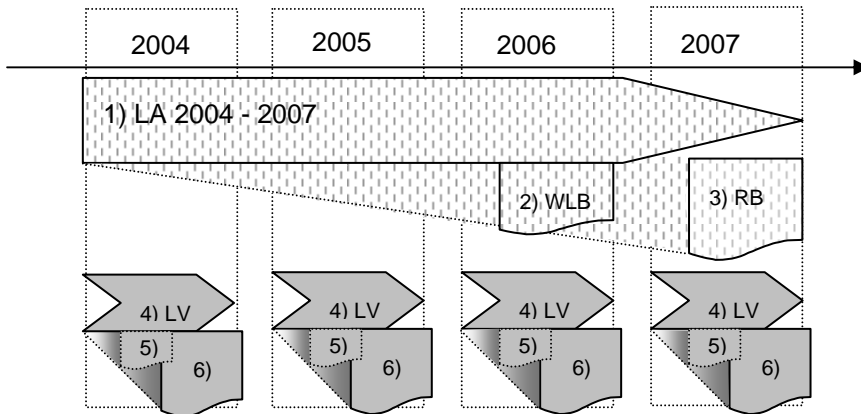 2004 2005 2006 2007
1) LA 2004 - 2007
2) WLB
3) RB
4) LV 4) LV 4) LV 4) LV
5) 5) 5) 5)
6) 6) 6) 6)